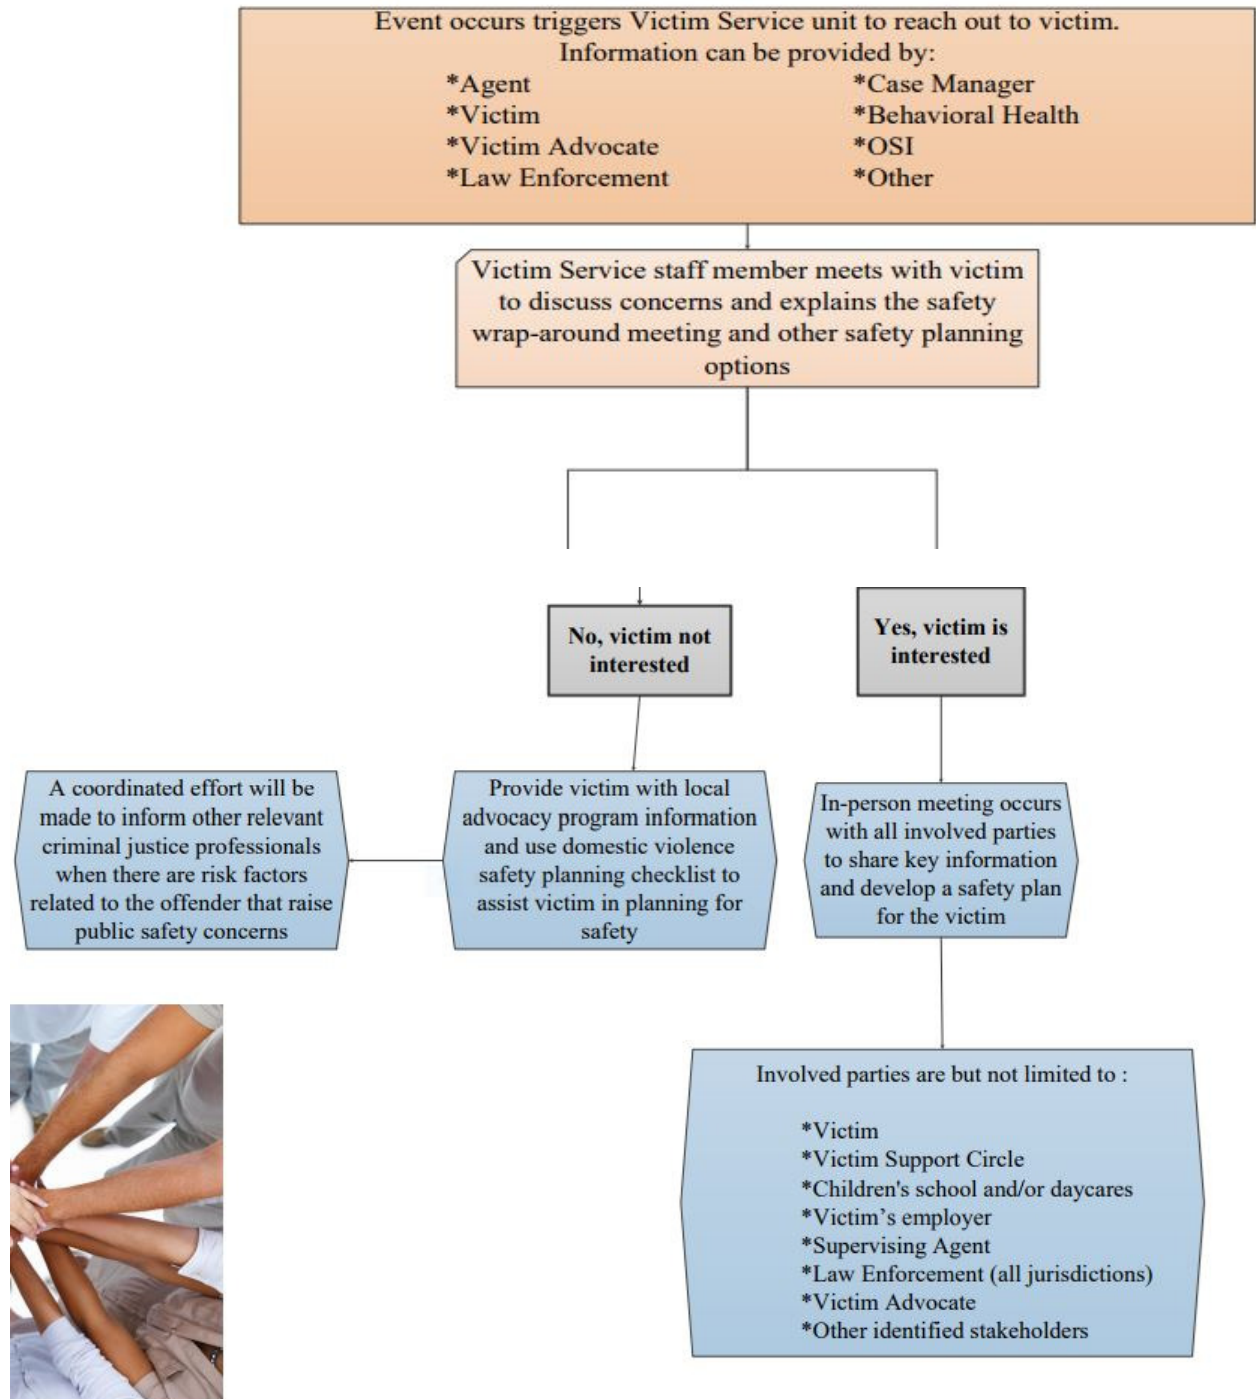 Event occurs triggers Victim Service unit to reach out to victim.
Information can be provided by:
*Agent
*Victim
*Victim Advocate
*Law Enforcement
*Case Manager
*Behavioral Health
*OSI
*Other
Victim Service staff member meets with victim
to discuss concerns and explains the safety
wrap-around meeting and other safety planning
options
No, victim not
interested
Yes, victim is
interested
A coordinated effort will be
made to inform other relevant
criminal justice professionals
when there are risk factors
related to the offender that raise
public safety concerns
Provide victim with local
advocacy program information
and use domestic violence
safety planning checklist to
assist victim in planning for
safety
In-person meeting occurs
with all involved parties
to share key information
and develop a safety plan
for the victim
Involved parties are but not limited to :
*Victim
*Victim Support Circle
*Children's school and/or daycares
*Victim’s employer
*Supervising Agent
*Law Enforcement (all jurisdictions)
*Victim Advocate
*Other identified stakeholders